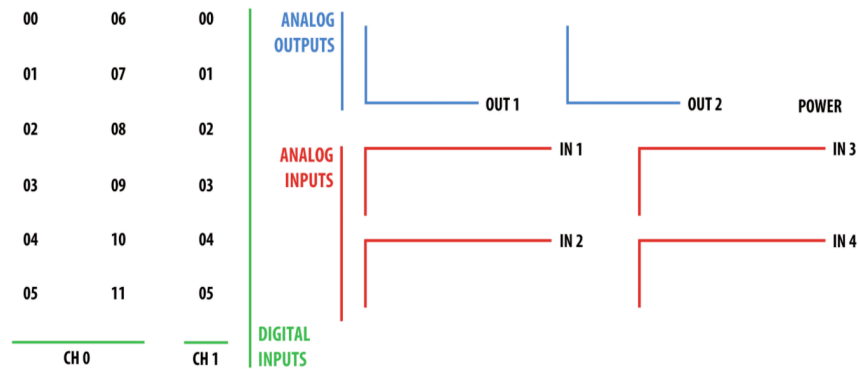 00 06 00
01 07 01
02 08 02
03 09 03
04 10 04
05 11 05
CH 0 CH 1
DIGITAL
INPUTS
ANALOG
OUTPUTS
OUT 1 OUT 2 POWER
ANALOG
INPUTS
IN 1 IN 3
IN 2 IN 4